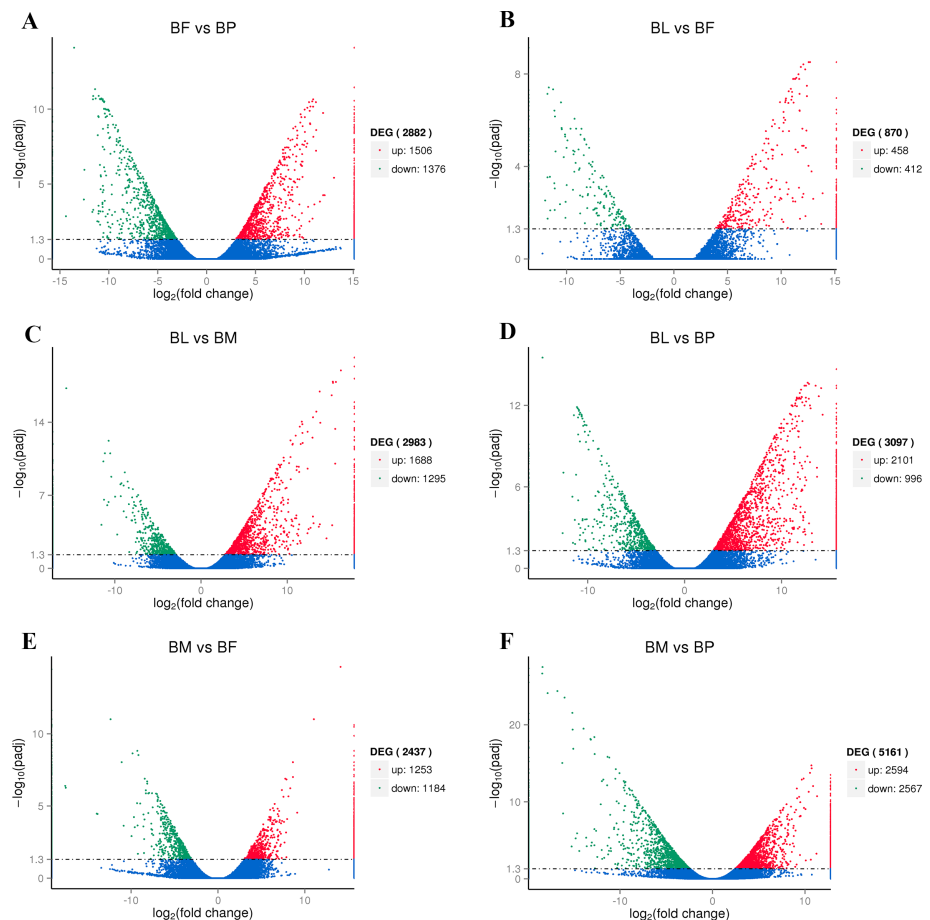 A
BF vs BP
10
5
1.3
0
-15
-10
-5
0
5
10
15
log2(fold change)
−log10(padj)
DEG ( 2882 )
up: 1506
down: 1376
B
BL vs BF
8
4
1.3
0
-10
-5
0
5
10
15
log2(fold change)
−log10(padj)
DEG ( 870 )
up: 458
down: 412
C
BL vs BM
14
7
1.3
0
-10
0
10
log2(fold change)
−log10(padj)
DEG ( 2983 )
up: 1688
down: 1295
D
BL vs BP
12
6
1.3
0
-10
0
10
log2(fold change)
−log10(padj)
DEG ( 3097 )
up: 2101
down: 996
E
BM vs BF
10
5
1.3
0
-10
0
10
log2(fold change)
−log10(padj)
DEG ( 2437 )
up: 1253
down: 1184
F
BM vs BP
20
10
1.3
0
-10
0
10
log2(fold change)
−log10(padj)
DEG ( 5161 )
up: 2594
down: 2567